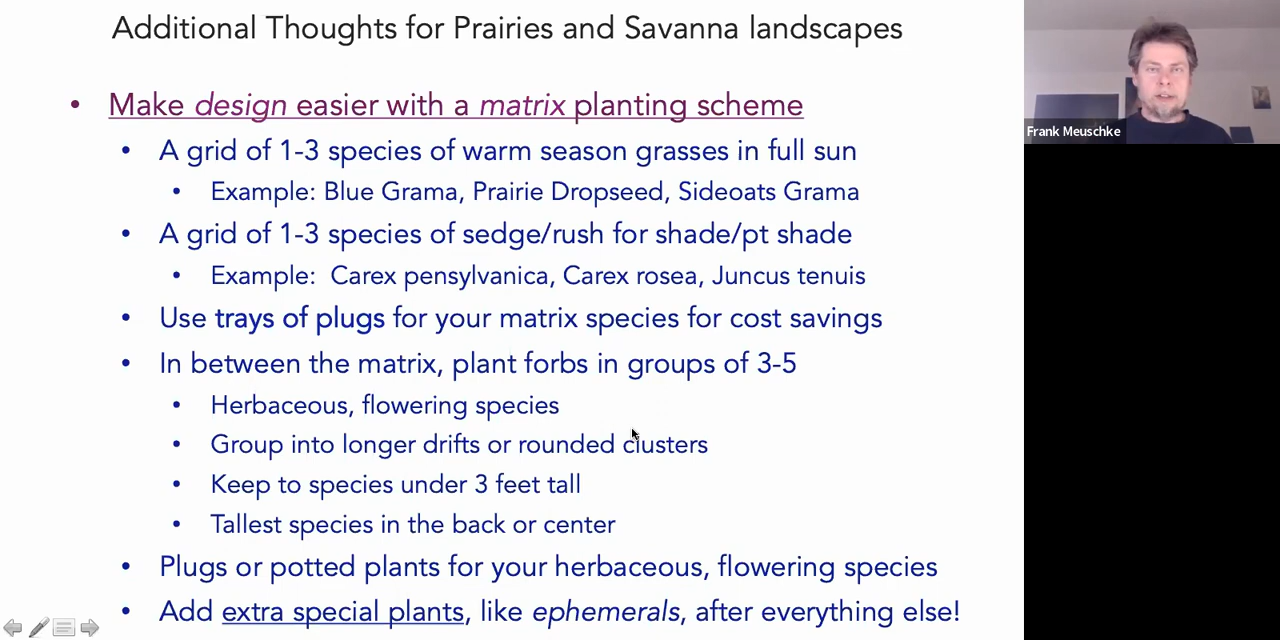 Additional Thoughts for Prairies and Savanna landscapes
• Make design easier with a matrix planting scheme
• A grid of 1-3 species of warm season grasses in full sun
• Example: Blue Grama, Prairie Dropseed, Sideoats Grama
• A grid of 1-3 species of sedge/rush for shade/pt shade
• Example: Carex pensylvanica, Carex rosea, Juncus tenuis
• Use trays of plugs for your matrix species for cost savings
• In between the matrix, plant forbs in groups of 3-5
• Herbaceous, flowering species
• Group into longer drifts or rounded clusters
• Keep to species under 3 feet tall
• Tallest species in the back or center
• Plugs or potted plants for your herbaceous, flowering species
• Add extra special plants, like ephemerals, after everything else!
Frank Meuschke